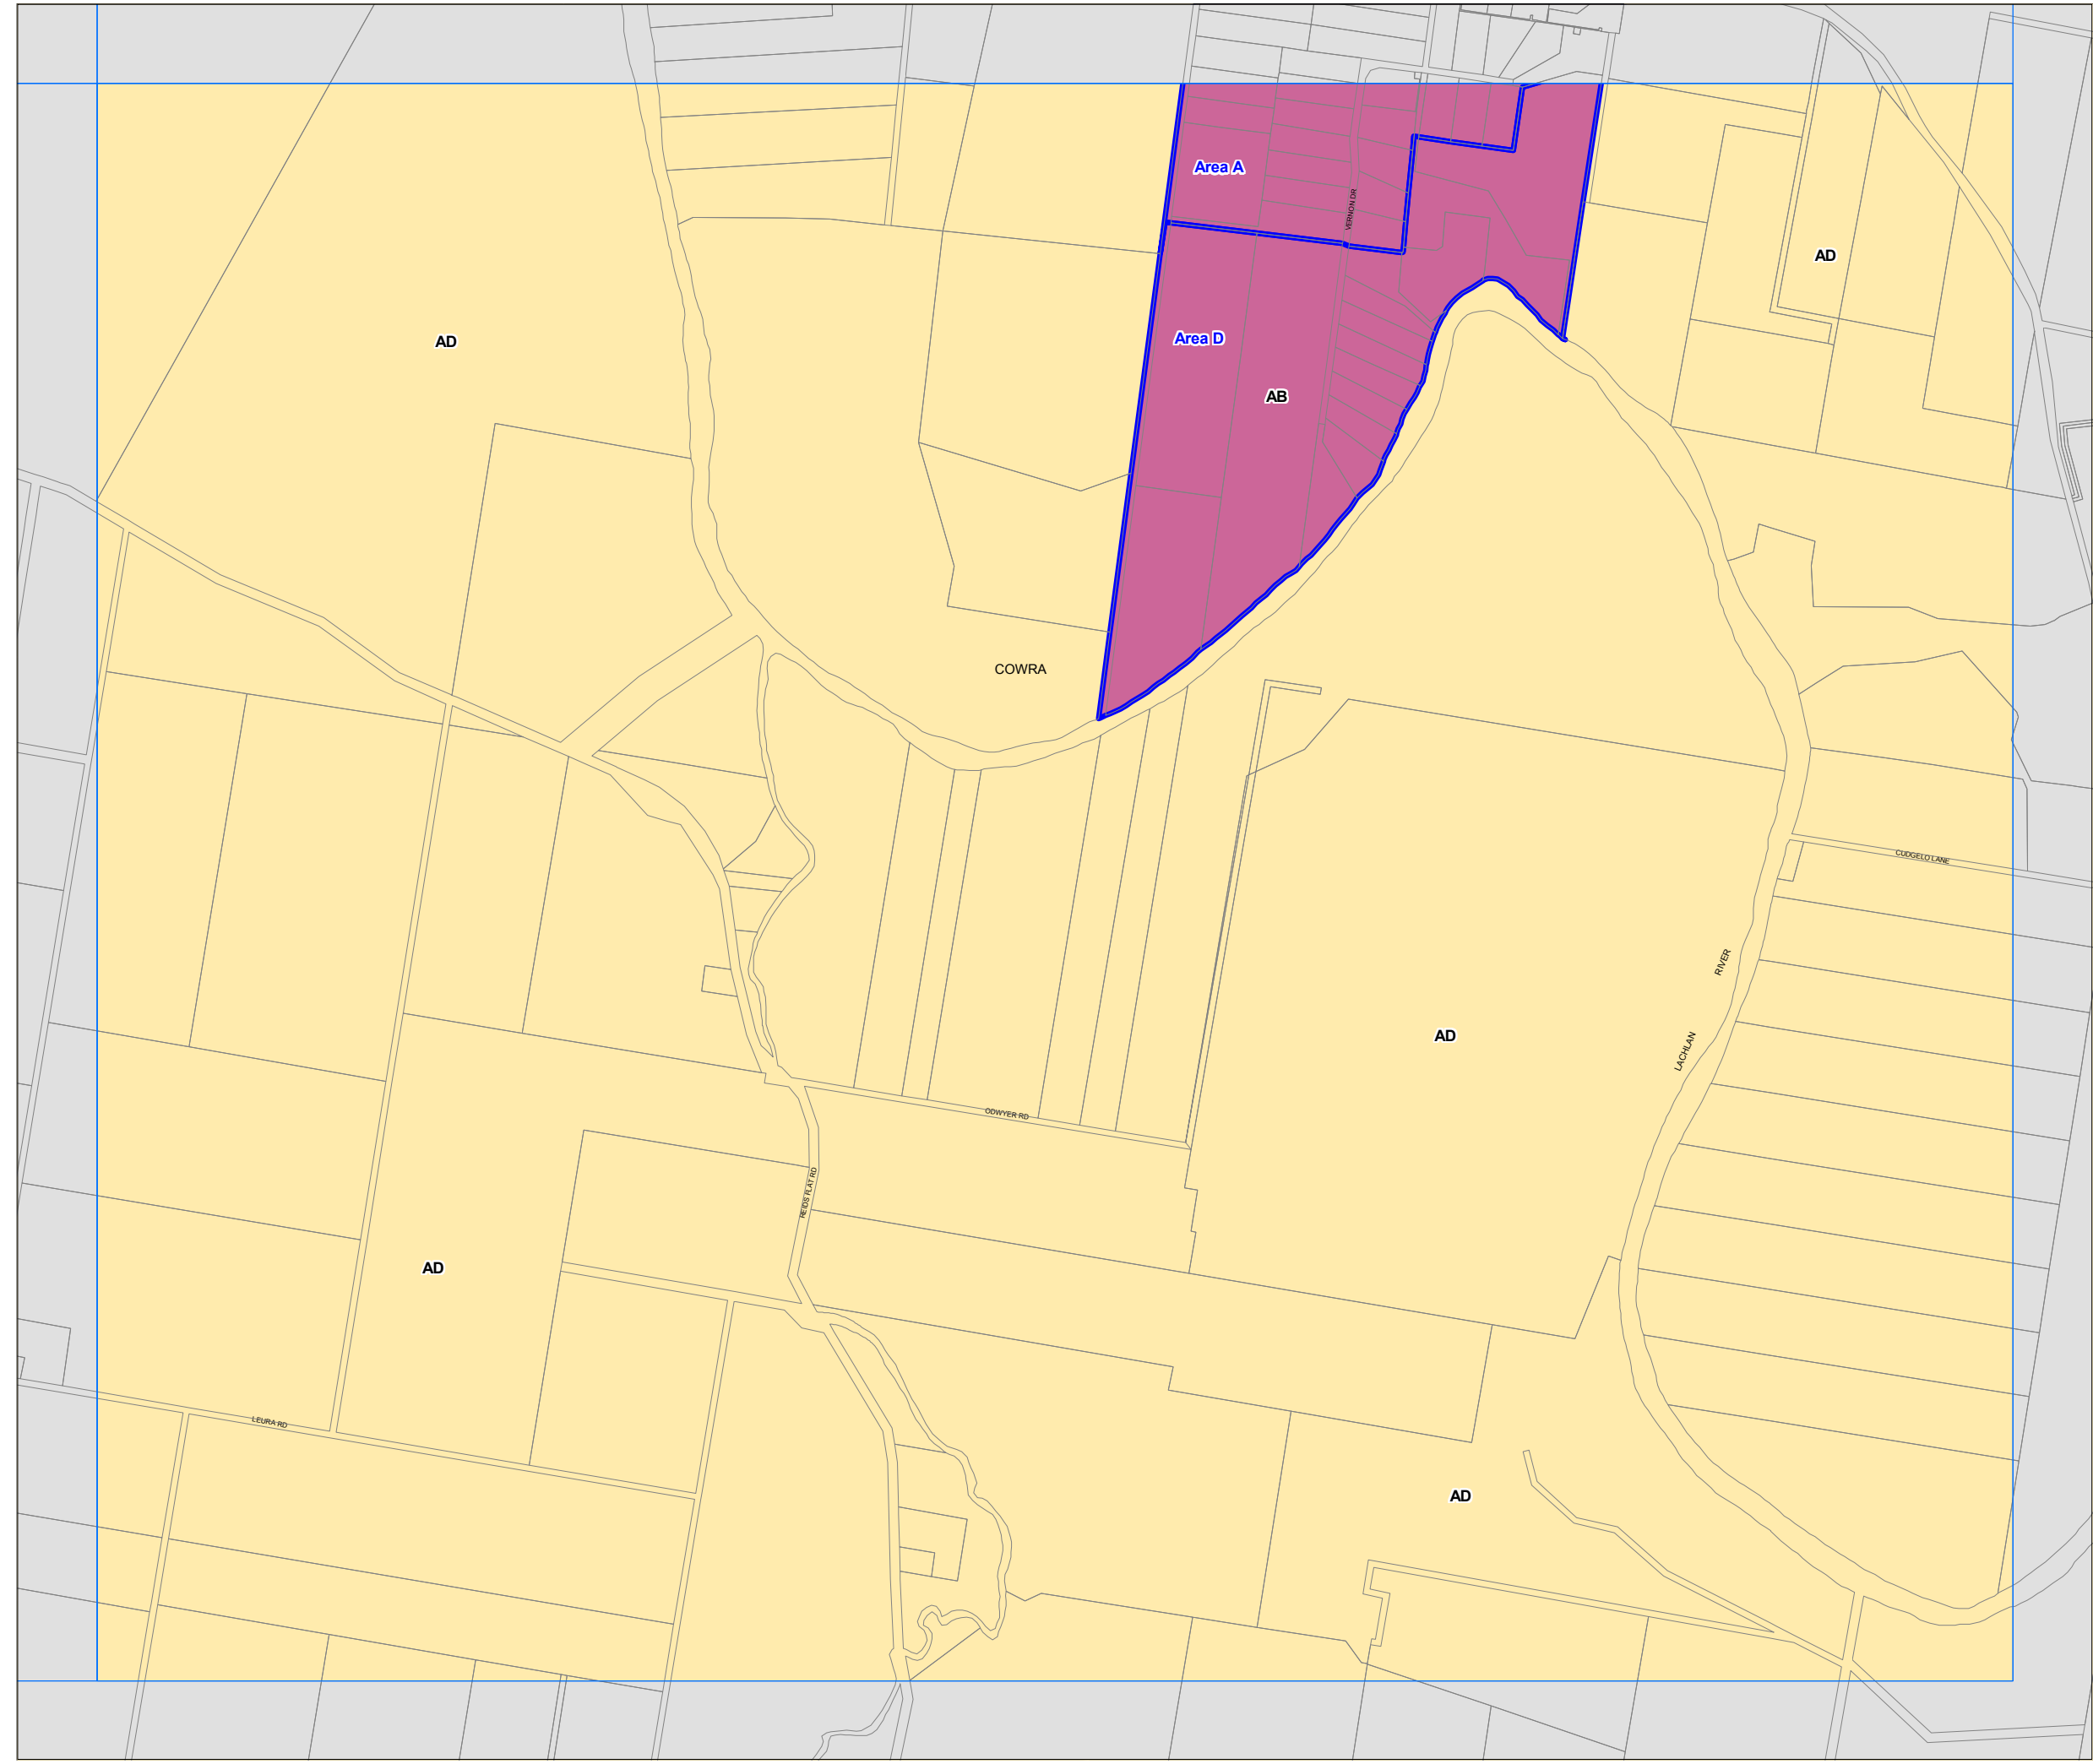 Area A
VERNON DR
AD
Area D
AD
AB
COWRA
CUDGELO LANE
RIVER
AD
LACHLAN
ODWYER RD
REIDS FLAT RD
AD
LEURA RD
AD